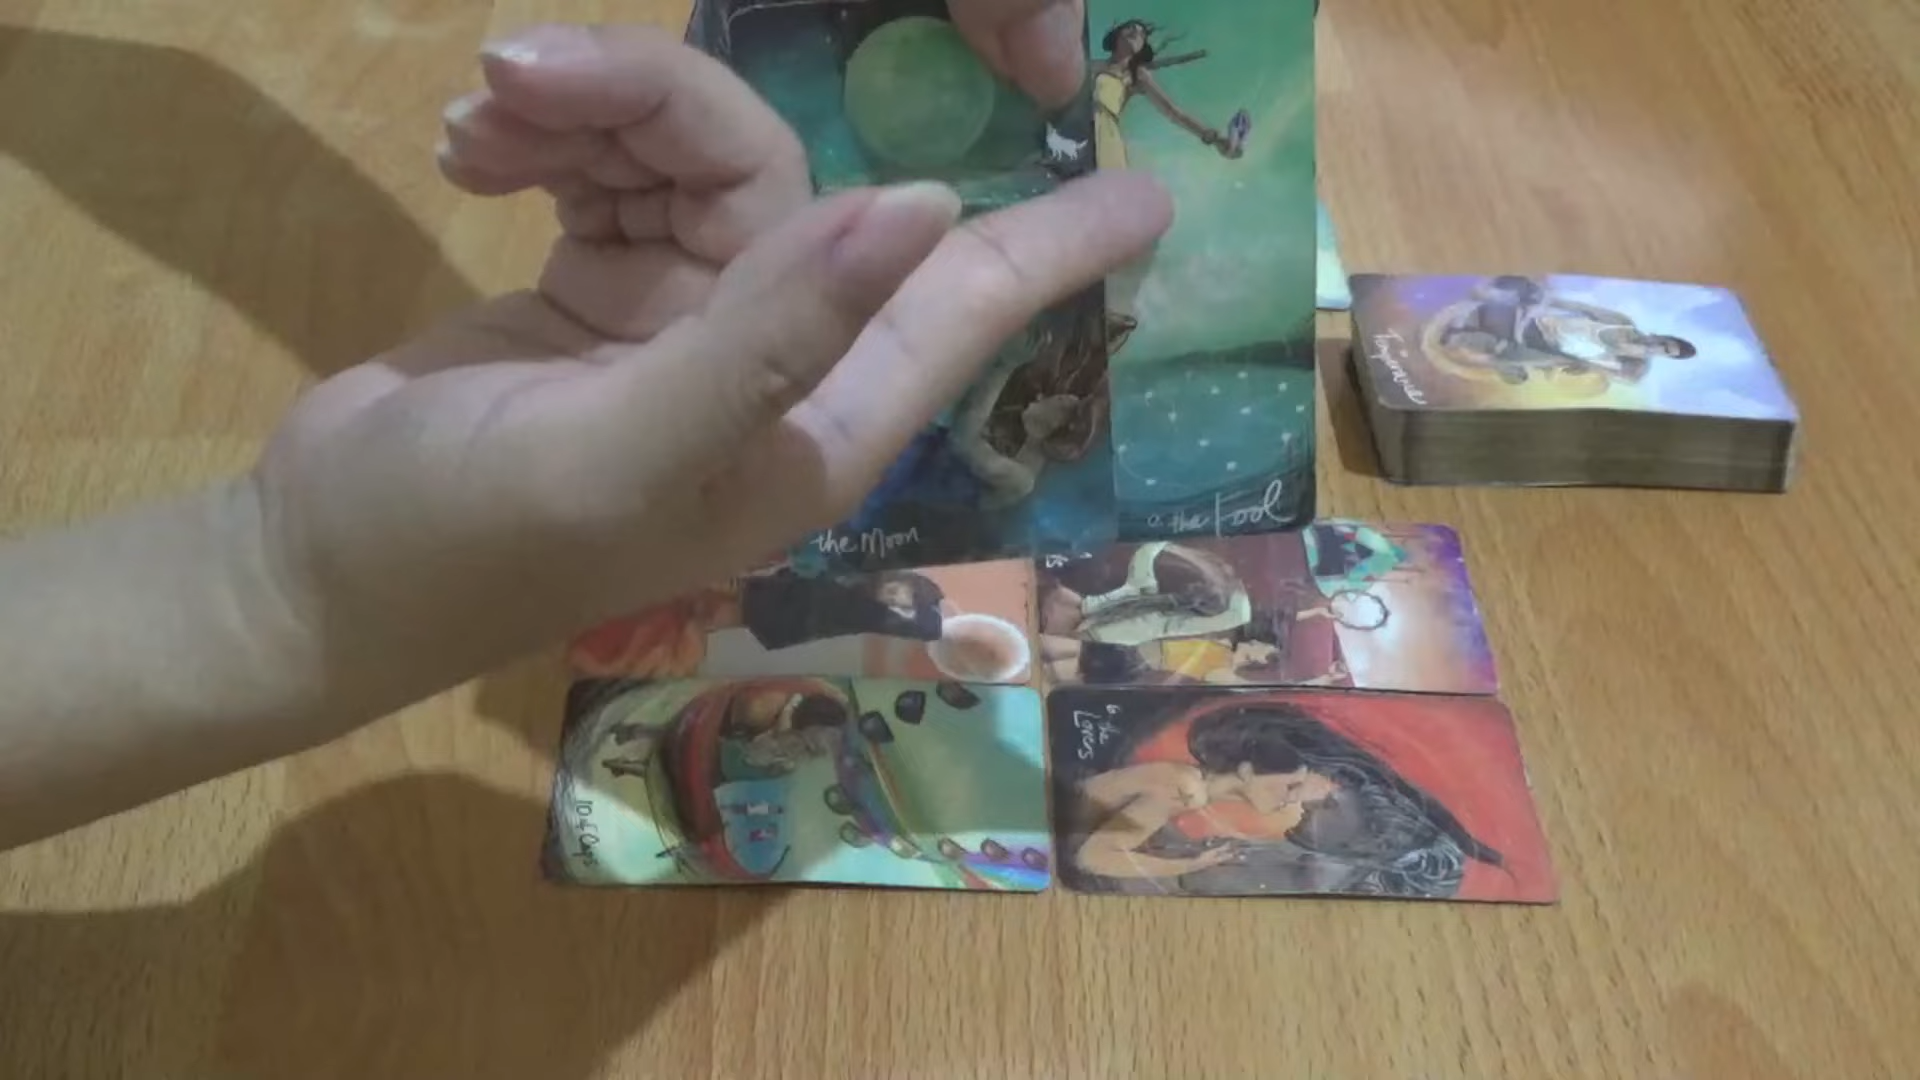 the Moon
0. the Fool
Temperance
10 of Cups
6. the
Lovers